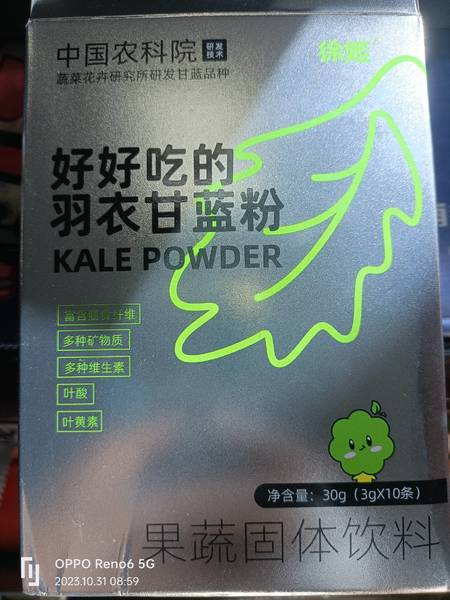 中国农科院 研发技术
蔬菜花卉研究所研发甘蓝品种
好好吃的
羽衣甘蓝粉
KALE POWDER
富含膳食纤维
多种矿物质
多种维生素
叶酸
叶黄素
净含量：30g（3gX10条）
果蔬固体饮料
OPPO Reno6 5G
2023.10.31 08:59